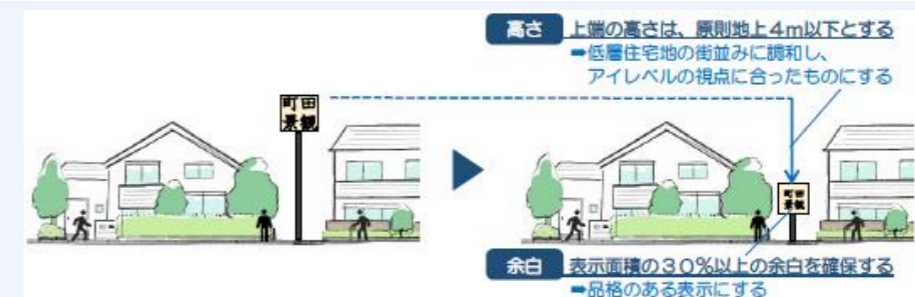 高さ 上端の高さは、原則地上4m以下とする
➡低層住宅地の街並みに調和し、
アイレベルの視点に合ったものにする
町田
景観
町田
景観
余白 表示面積の30%以上の余白を確保する
➡品格のある表示にする